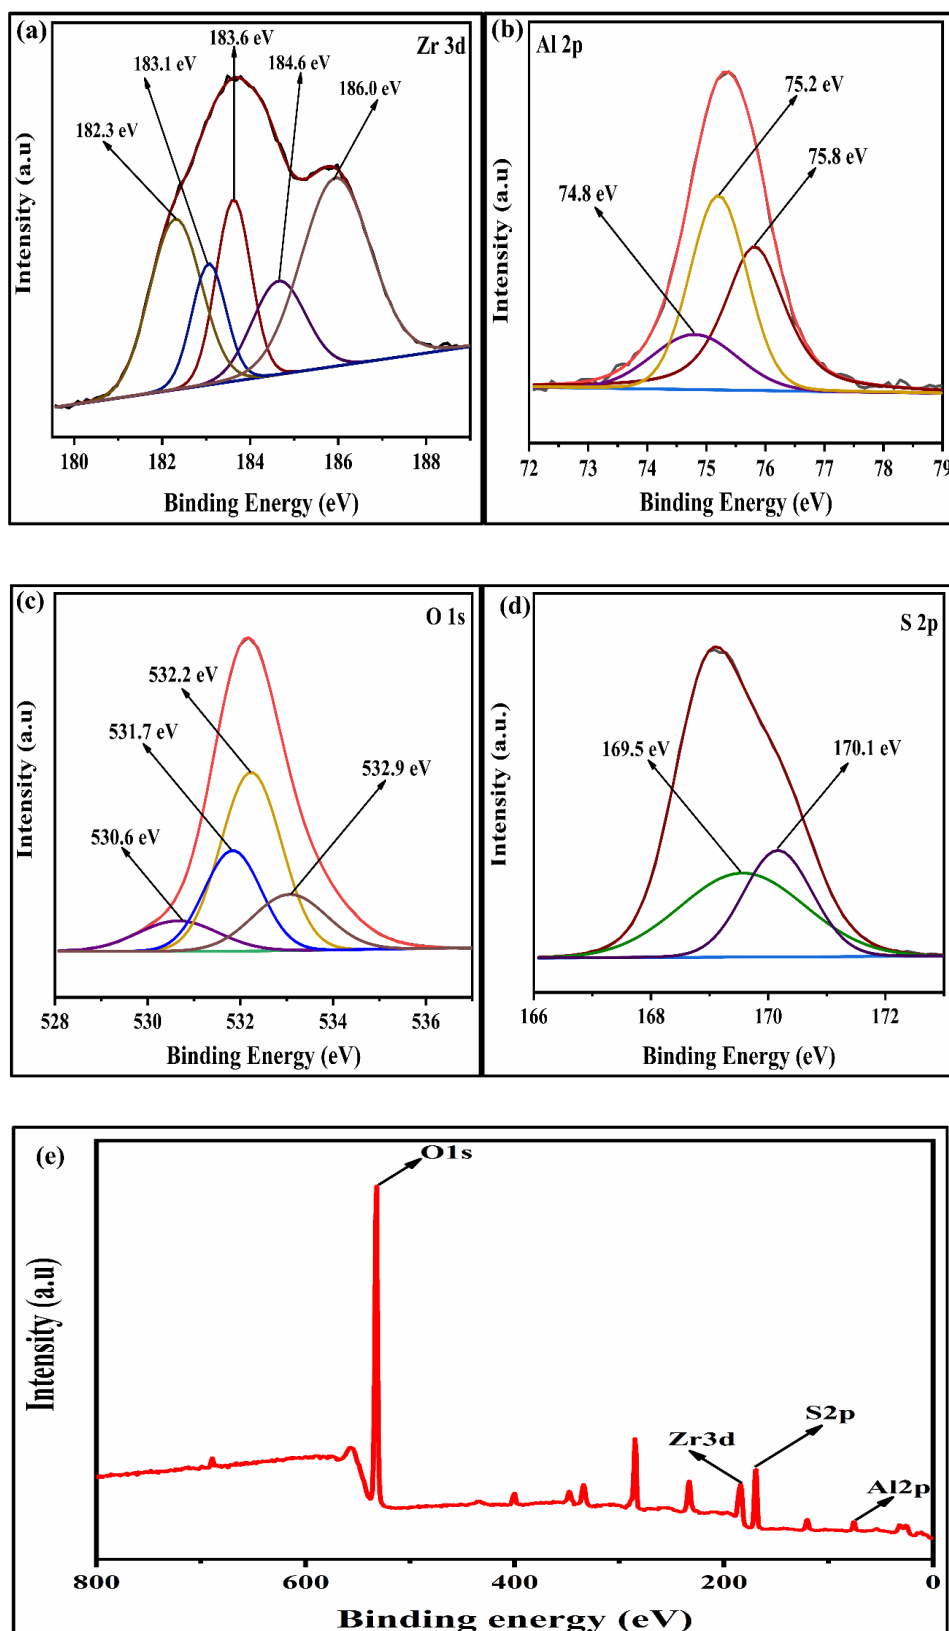 (a)
Zr 3d
183.6 eV
183.1 eV
184.6 eV
186.0 eV
182.3 eV
Intensity (a.u)
180 182 184 186 188
Binding Energy (eV)
(b)
Al 2p
75.2 eV
75.8 eV
74.8 eV
Intensity (a.u)
72 73 74 75 76 77 78 79
Binding Energy (eV)
(c)
O 1s
532.2 eV
531.7 eV
532.9 eV
530.6 eV
Intensity (a.u)
528 530 532 534 536
Binding Energy (eV)
(d)
S 2p
169.5 eV
170.1 eV
Intensity (a.u.)
166 168 170 172
Binding Energy (eV)
(e)
O1s
S2p
Zr3d
Al2p
Intensity (a.u)
800 600 400 200 0
Binding energy (eV)